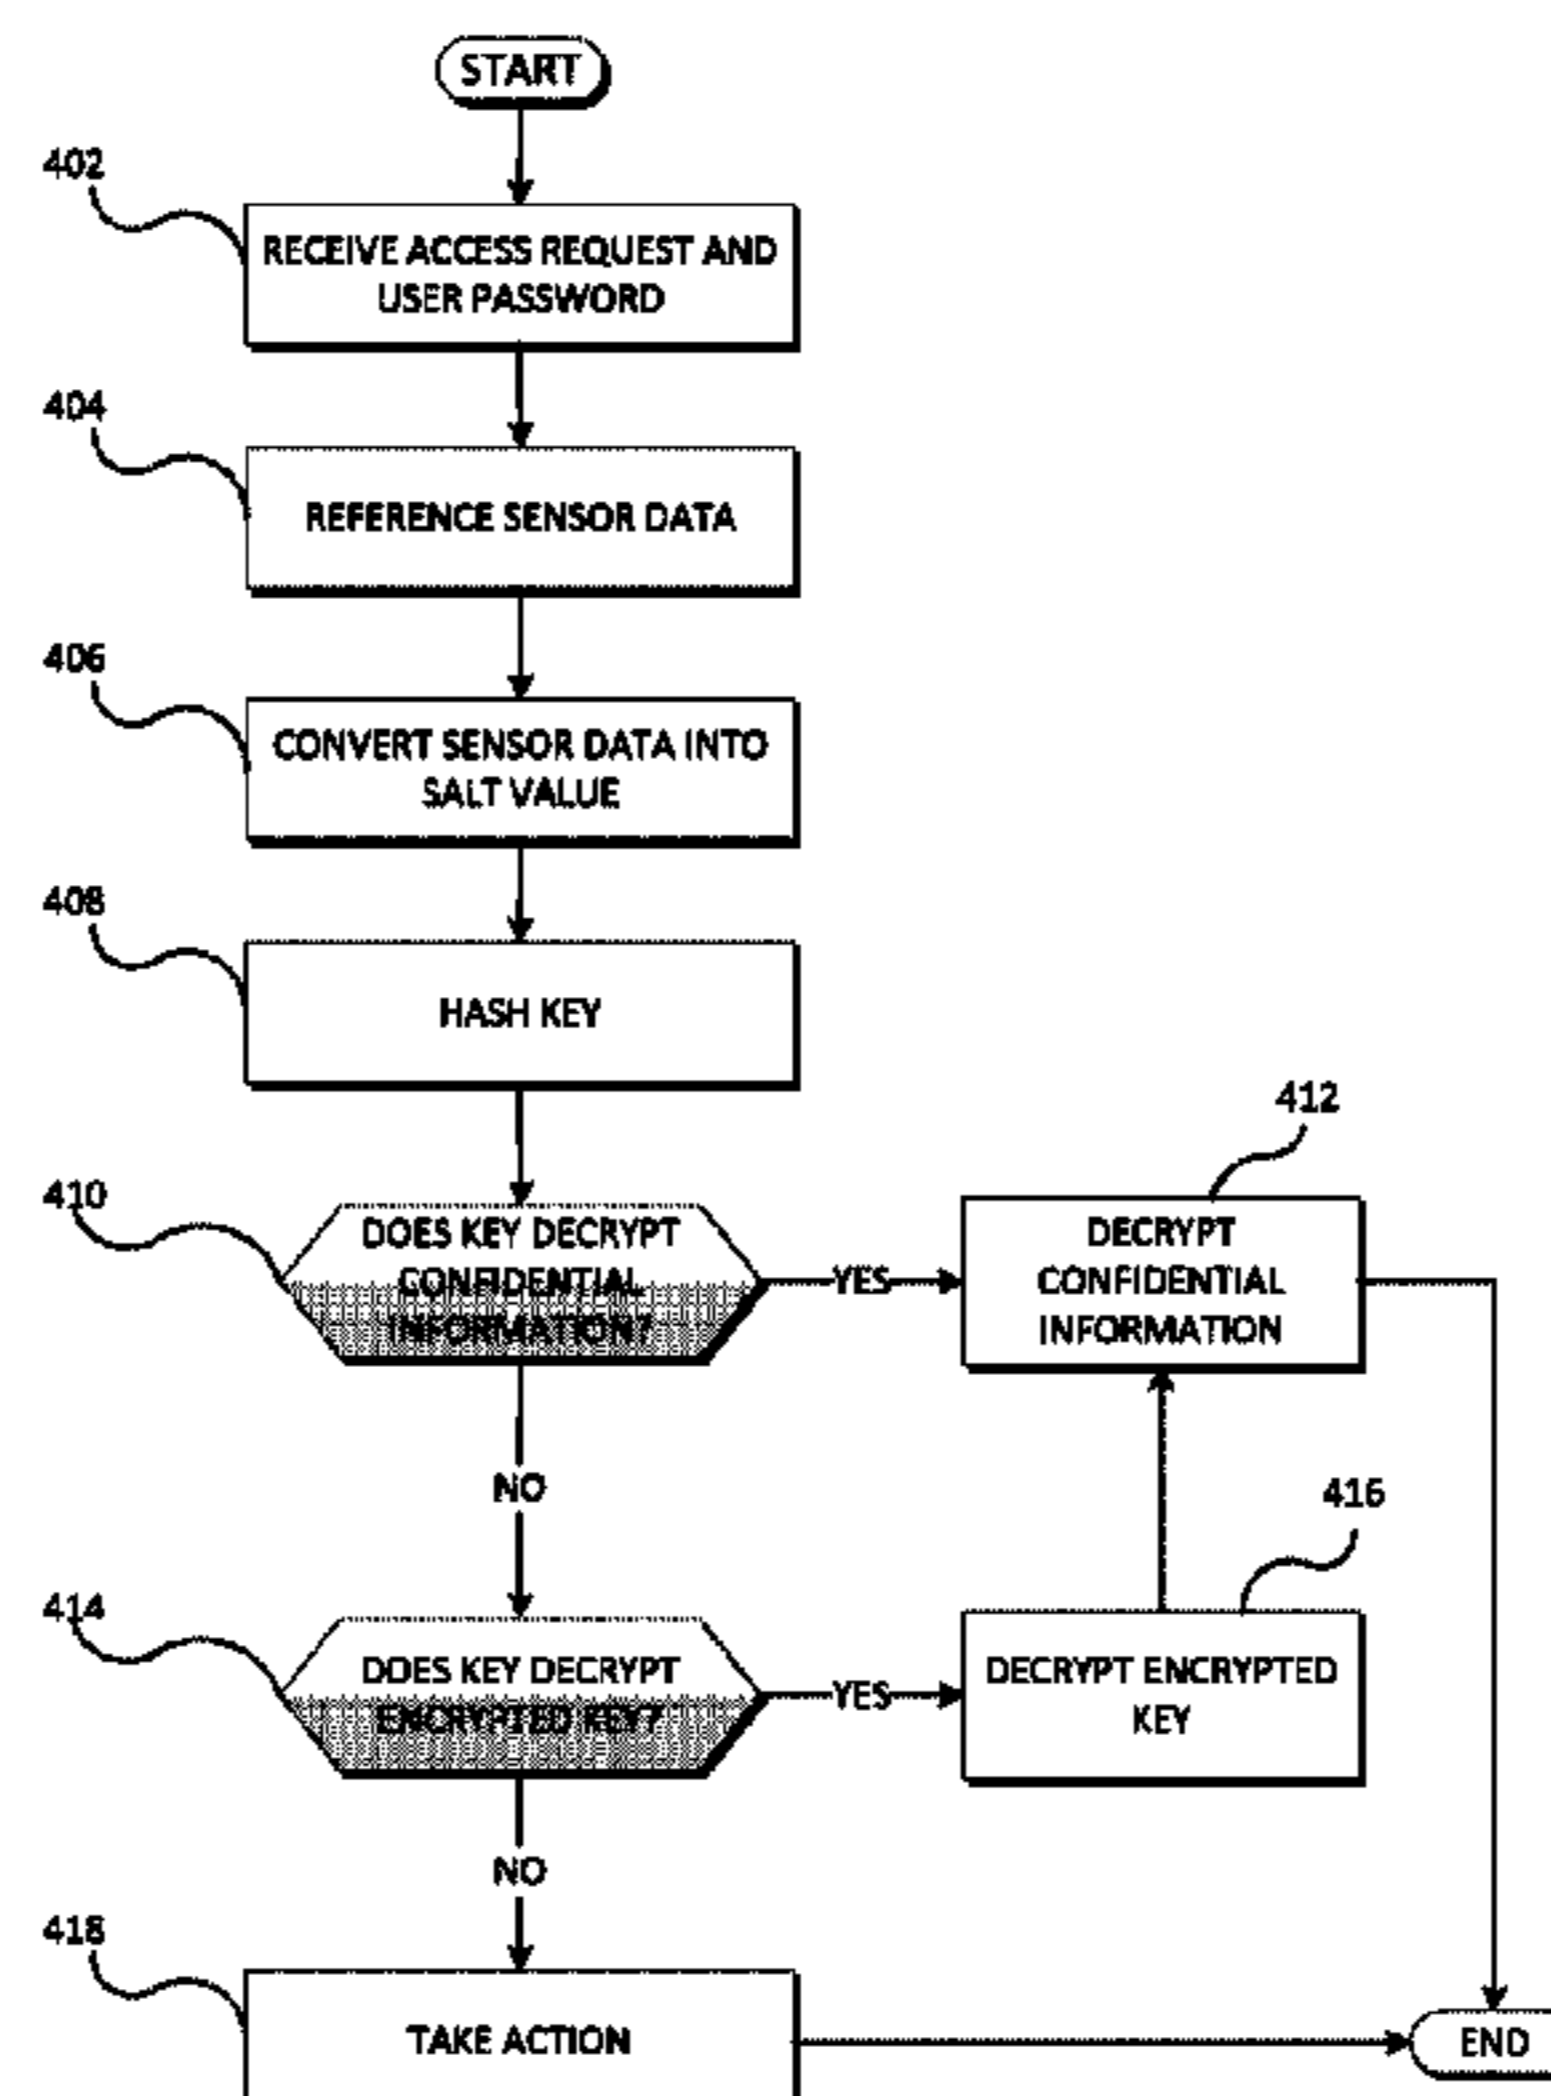 START
402
RECEIVE ACCESS REQUEST AND
USER PASSWORD
404
REFERENCE SENSOR DATA
406
CONVERT SENSOR DATA INTO
SALT VALUE
408
HASH KEY
410
DOES KEY DECRYPT
CONFIDENTIAL
INFORMATION?
YES
412
DECRYPT
CONFIDENTIAL
INFORMATION
NO
414
DOES KEY DECRYPT
ENCRYPTED KEY?
YES
416
DECRYPT ENCRYPTED
KEY
NO
418
TAKE ACTION
END